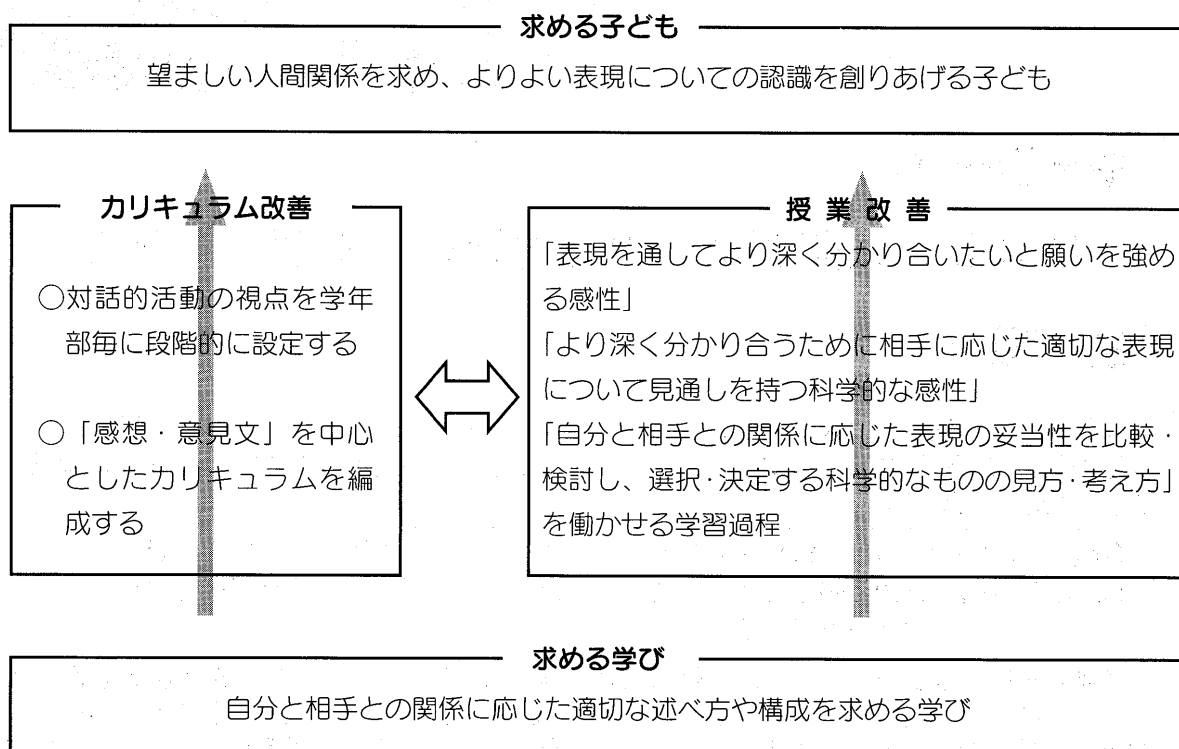 求める子ども
望ましい人間関係を求め、よりよい表現についての認識を創りあげる子ども
カリキュラム改善
○対話的活動の視点を学年
部毎に段階的に設定する
○「感想・意見文」を中心
としたカリキュラムを編
成する
授業改善
「表現を通してより深く分かり合いたいと願いを強め
る感性」
「より深く分かり合うために相手に応じた適切な表現
について見通しを持つ科学的な感性」
「自分と相手との関係に応じた表現の妥当性を比較・
検討し、選択・決定する科学的なものの見方・考え方」
を働かせる学習過程
求める学び
自分と相手との関係に応じた適切な述べ方や構成を求める学び